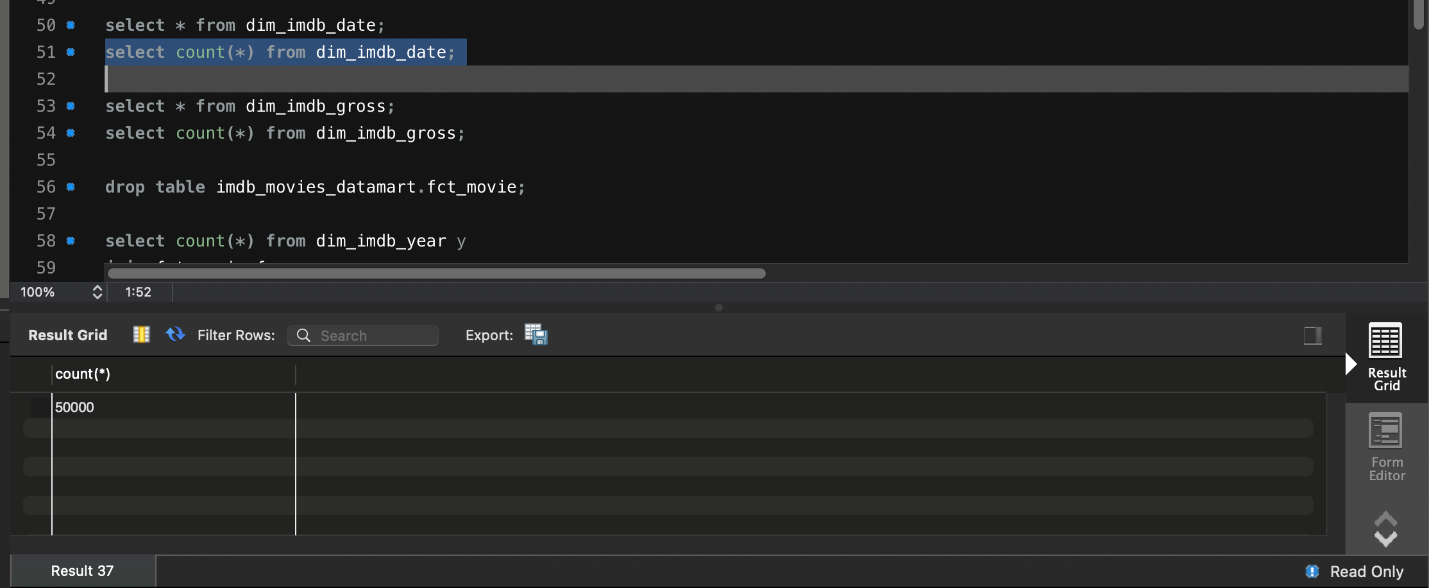 50 select * from dim_imdb_date;
51 select count(*) from dim_imdb_date;
52
53 select * from dim_imdb_gross;
54 select count(*) from dim_imdb_gross;
55
56 drop table imdb_movies_datamart.fct_movie;
57
58 select count(*) from dim_imdb_year y
59
100% 1:52
Result Grid Filter Rows: Search Export:
count(*)
50000
Result
Grid
Form
Editor
Result 37
Read Only